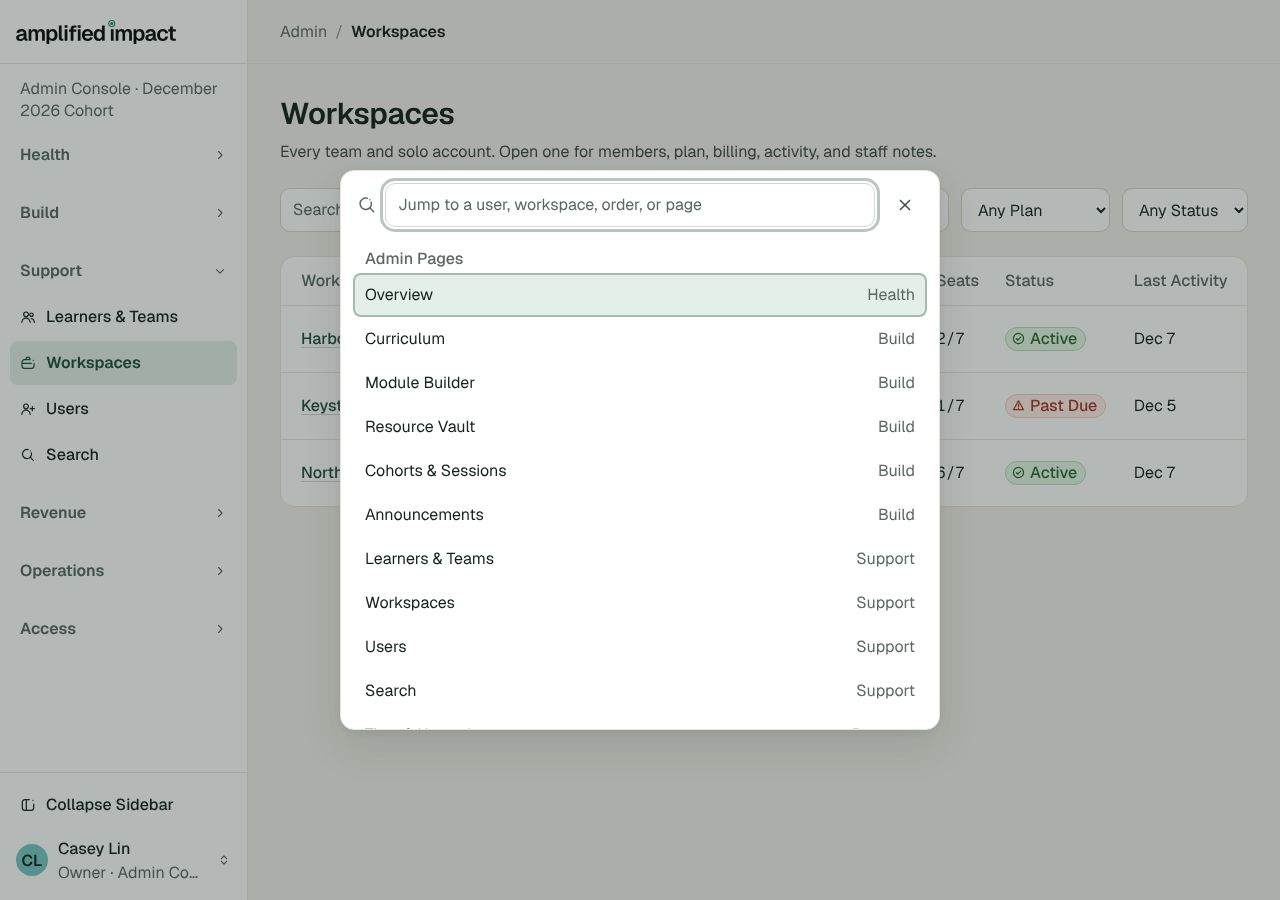 amplified impact
Admin / Workspaces
Admin Console · December
2026 Cohort
Health
Build
Support
Learners & Teams
Workspaces
Users
Search
Revenue
Operations
Access
Collapse Sidebar
CL
Casey Lin
Owner · Admin Co...
Workspaces
Every team and solo account. Open one for members, plan, billing, activity, and staff notes.
Search
Any Plan
Any Status
Seats Status Last Activity
2/7 Active Dec 7
1/7 Past Due Dec 5
6/7 Active Dec 7
Jump to a user, workspace, order, or page
Admin Pages
Overview Health
Curriculum Build
Module Builder Build
Resource Vault Build
Cohorts & Sessions Build
Announcements Build
Learners & Teams Support
Workspaces Support
Users Support
Search Support